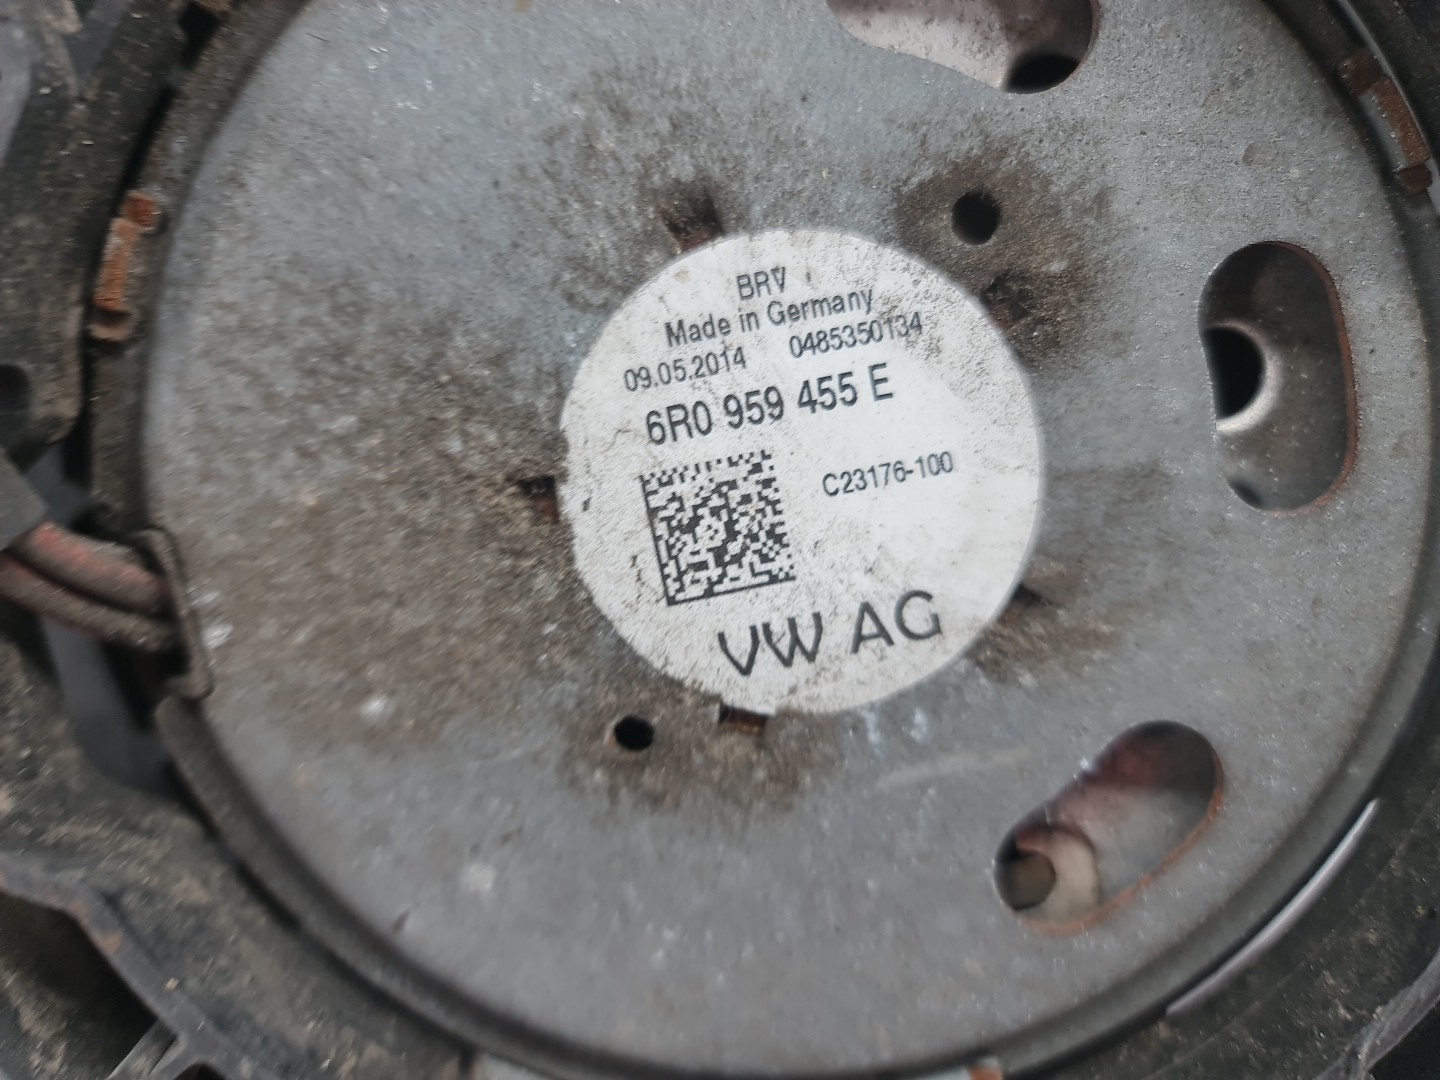 BRV
Made in Germany
09.05.2014 0485350134
6R0 959 455 E
C23176-100
VW AG